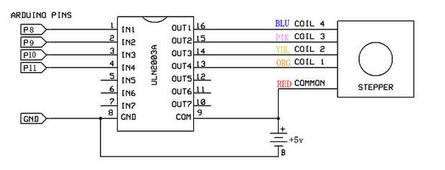 ARDUINO PINS
P8 1 IN1 OUT1 16 BLU COIL 4
P9 2 IN2 OUT2 15 PIK COIL 3
P10 3 IN3 OUT3 14 YHL COIL 2
P11 4 IN4 OUT4 13 ORG COIL 1
5 IN5 OUT5 12 RED COMMON
6 IN6 OUT6 11
7 IN7 OUT7 10
GND 8 GND COM 9
ULN2003A
STEPPER
+
+5v
B